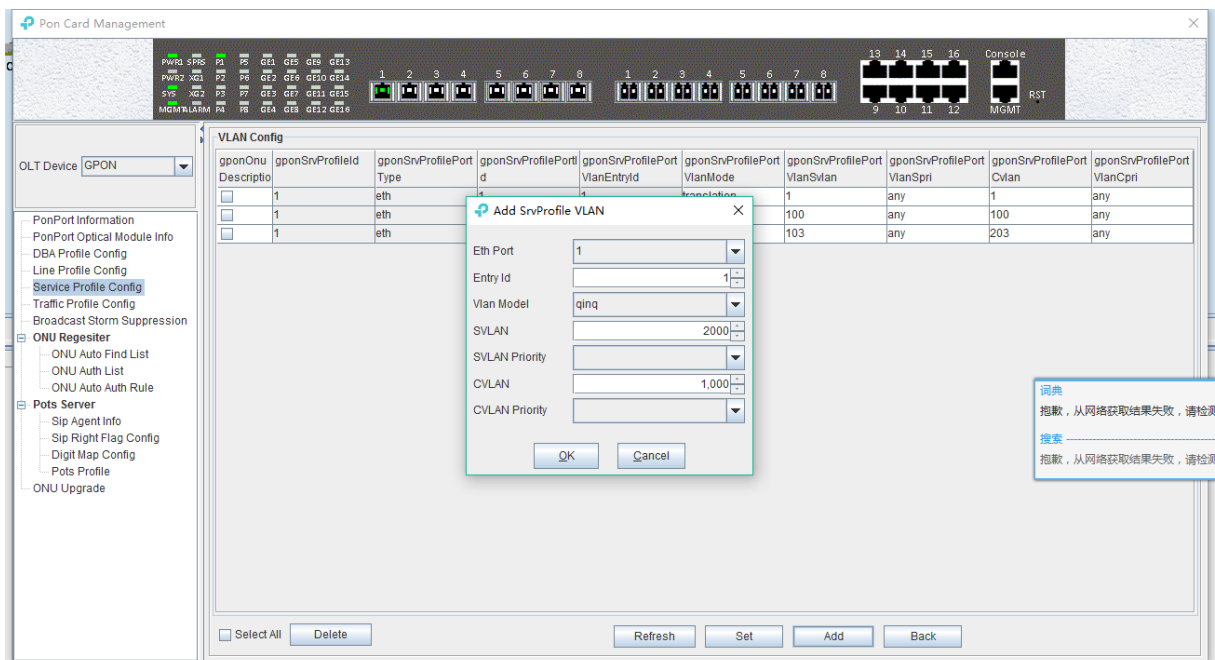 Pon Card Management
PWR1 SPRS P1 P5 GE1 GE5 GE9 GE13
PWR2 XG1 P2 P6 GE2 GE6 GE10 GE14
SYS XG2 P3 P7 GE3 GE7 GE11 GE15
MGMT ALARM P4 P8 GE4 GE8 GE12 GE16
1 2 3 4 5 6 7 8 1 2 3 4 5 6 7 8
13 14 15 16 Console
9 10 11 12 MGMT
RST
OLT Device GPON
PonPort Information
PonPort Optical Module Info
DBA Profile Config
Line Profile Config
Service Profile Config
Traffic Profile Config
Broadcast Storm Suppression
ONU Regesiter
ONU Auto Find List
ONU Auth List
ONU Auto Auth Rule
Pots Server
Sip Agent Info
Sip Right Flag Config
Digit Map Config
Pots Profile
ONU Upgrade
VLAN Config
gponOnu gponSrvProfileId gponSrvProfilePort gponSrvProfilePortI gponSrvProfilePort gponSrvProfilePort gponSrvProfilePort gponSrvProfilePort gponSrvProfilePort gponSrvProfilePort
Descriptio Type d VlanEntryId VlanMode VlanSvlan VlanSpri Cvlan VlanCpri
1 eth 1 1 translation 1 any 1 any
1 eth 100 any 100 any
1 eth 103 any 203 any
Add SrvProfile VLAN
Eth Port 1
Entry Id 1
Vlan Model qinq
SVLAN 2000
SVLAN Priority
CVLAN 1,000
CVLAN Priority
OK Cancel
词典
抱歉，从网络获取结果失败，请检测
搜索
抱歉，从网络获取结果失败，请检测
Select All Delete Refresh Set Add Back